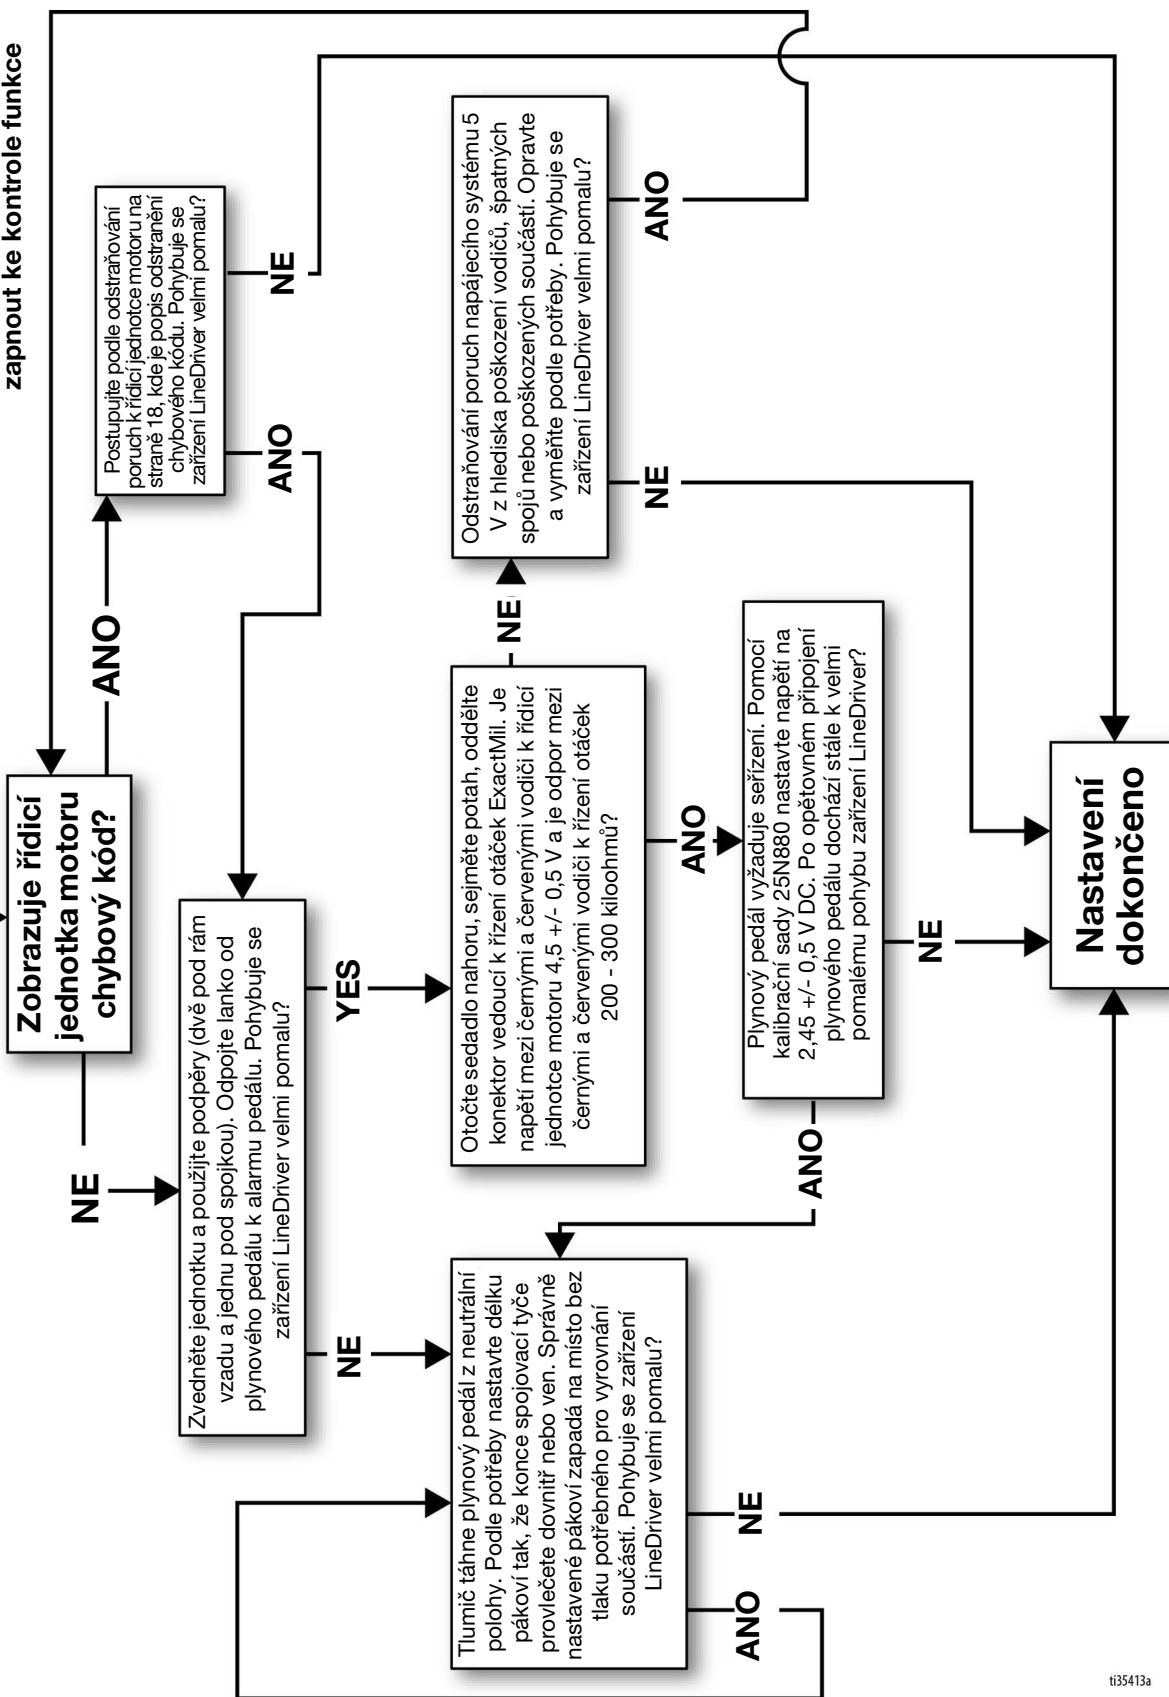 zapnout ke kontrole funkce
Zobrazuje řídicí
jednotka motoru
chybový kód?
NE
ANO
Postupujte podle odstraňování
poruch k řídicí jednotce motoru na
straně 18, kde je popis odstranění
chybového kódu. Pohybuje se
zařízení LineDriver velmi pomalu?
ANO
NE
Zvedněte jednotku a použijte podpěry (dvě pod rám
vzadu a jednu pod spojkou). Odpojte lanko od
plynového pedálu k alarmu pedálu. Pohybuje se
zařízení LineDriver velmi pomalu?
NE
YES
Otočte sedadlo nahoru, sejměte potah, oddělte
konektor vedoucí k řízení otáček ExactMil. Je
napětí mezi černými a červenými vodiči k řídicí
jednotce motoru 4,5 +/- 0,5 V a je odpor mezi
černými a červenými vodiči k řízení otáček
200 - 300 kiloohmů?
NE
ANO
Odstraňování poruch napájecího systému 5
V z hlediska poškození vodičů, špatných
spojů nebo poškozených součástí. Opravte
a vyměňte podle potřeby. Pohybuje se
zařízení LineDriver velmi pomalu?
NE
ANO
Tlumič táhne plynový pedál z neutrální
polohy. Podle potřeby nastavte délku
pákoví tak, že konce spojovací tyče
provlečete dovnitř nebo ven. Správně
nastavené pákoví zapadá na místo bez
tlaku potřebného pro vyrovnání
součástí. Pohybuje se zařízení
LineDriver velmi pomalu?
ANO
NE
Plynový pedál vyžaduje seřízení. Pomocí
kalibrační sady 25N880 nastavte napětí na
2,45 +/- 0,5 V DC. Po opětovném připojení
plynového pedálu dochází stále k velmi
pomalému pohybu zařízení LineDriver?
ANO
NE
Nastavení
dokončeno
ti35413a